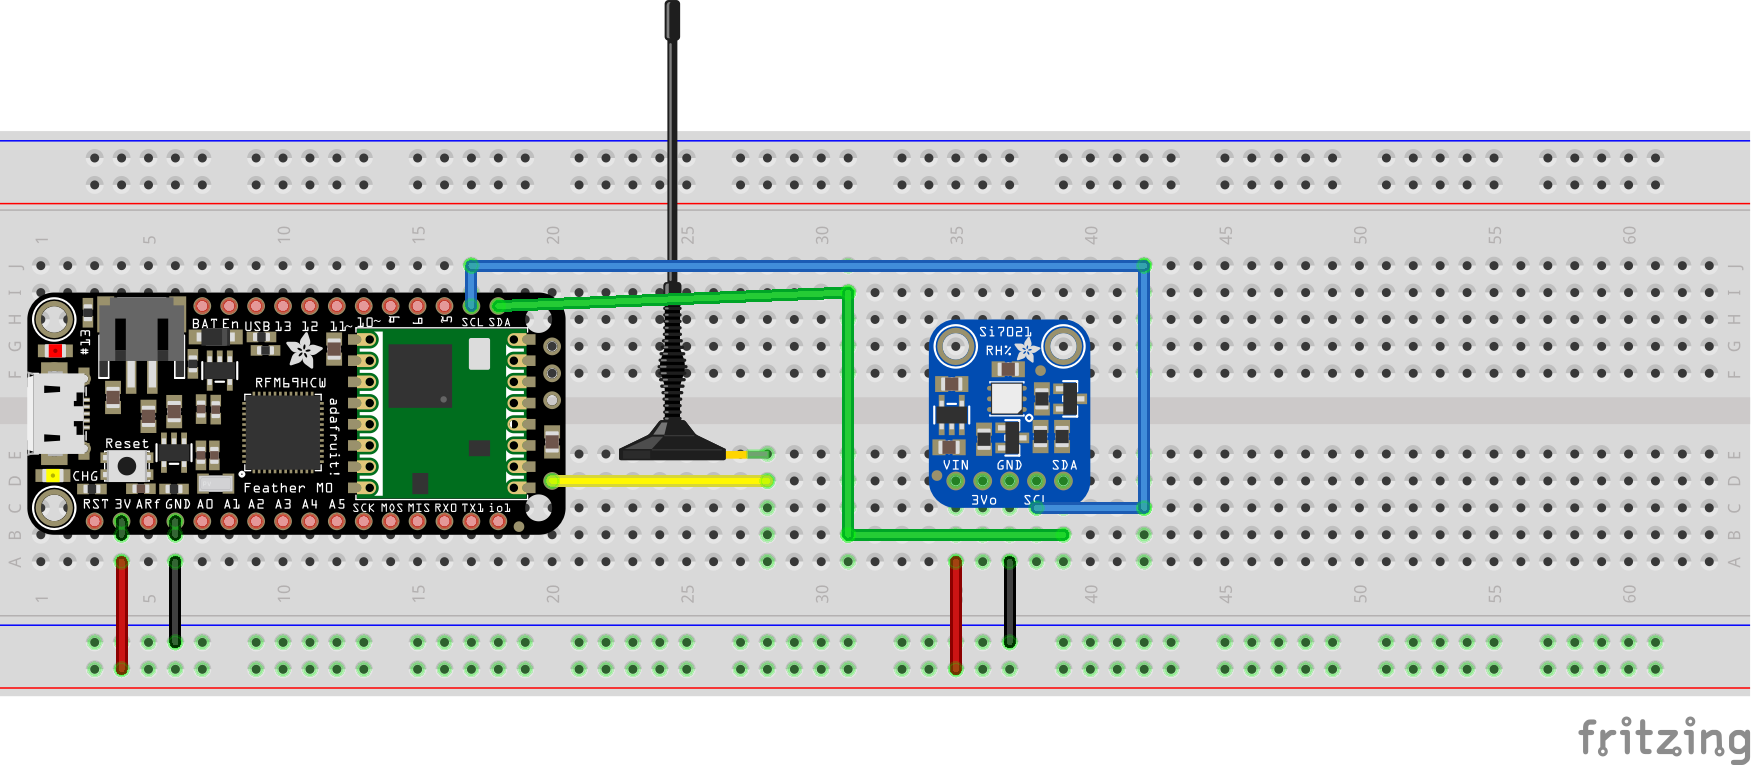 1 5 10 15 20 25 30 35 40 45 50 55 60
J J
I I
H H
G G
F F
E E
D D
C C
B B
A A
BAT En USB 13 12 11~ 10~ 9 6 5 SCL SDA
#13
RFM69HCW
adafruit!
Reset
CHG
Feather M0
RST 3V ARf GND A0 A1 A2 A3 A4 A5 SCK MOS MIS RX0 TX1 io1
Si7021
RH%
VIN GND SDA
3Vo SCL
1 5 10 15 20 25 30 35 40 45 50 55 60
fritzing